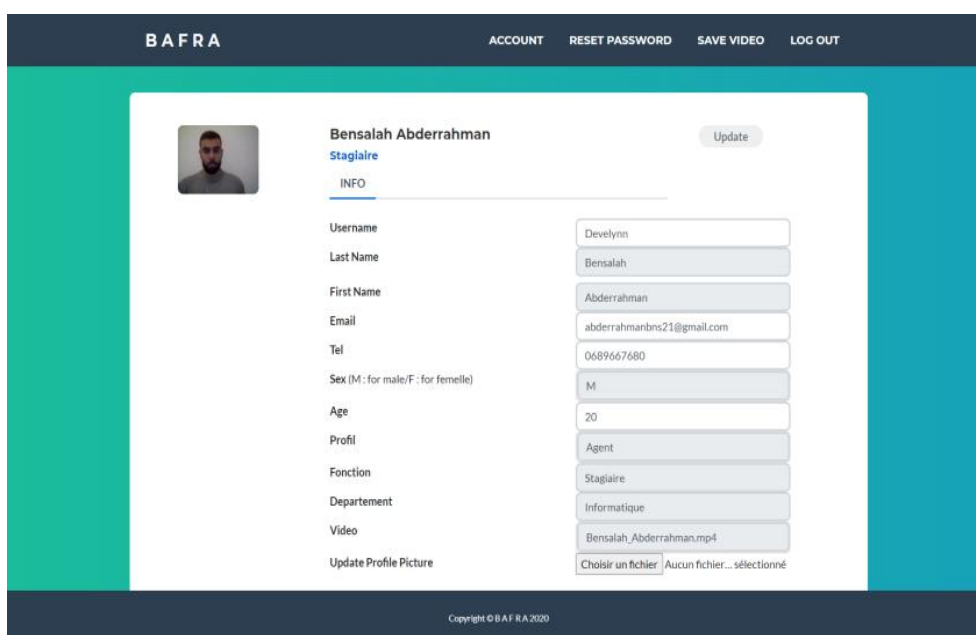 BAFRA
ACCOUNT RESET PASSWORD SAVE VIDEO LOG OUT
Bensalah Abderrahman
Update
Stagiaire
INFO
Username Develynn
Last Name Bensalah
First Name Abderrahman
Email abderrahmanbns21@gmail.com
Tel 0689667680
Sex (M : for male/F : for femelle) M
Age 20
Profil Agent
Fonction Stagiaire
Departement Informatique
Video Bensalah_Abderrahman.mp4
Update Profile Picture Choisir un fichier Aucun fichier... sélectionné
Copyright © B A F R A 2020